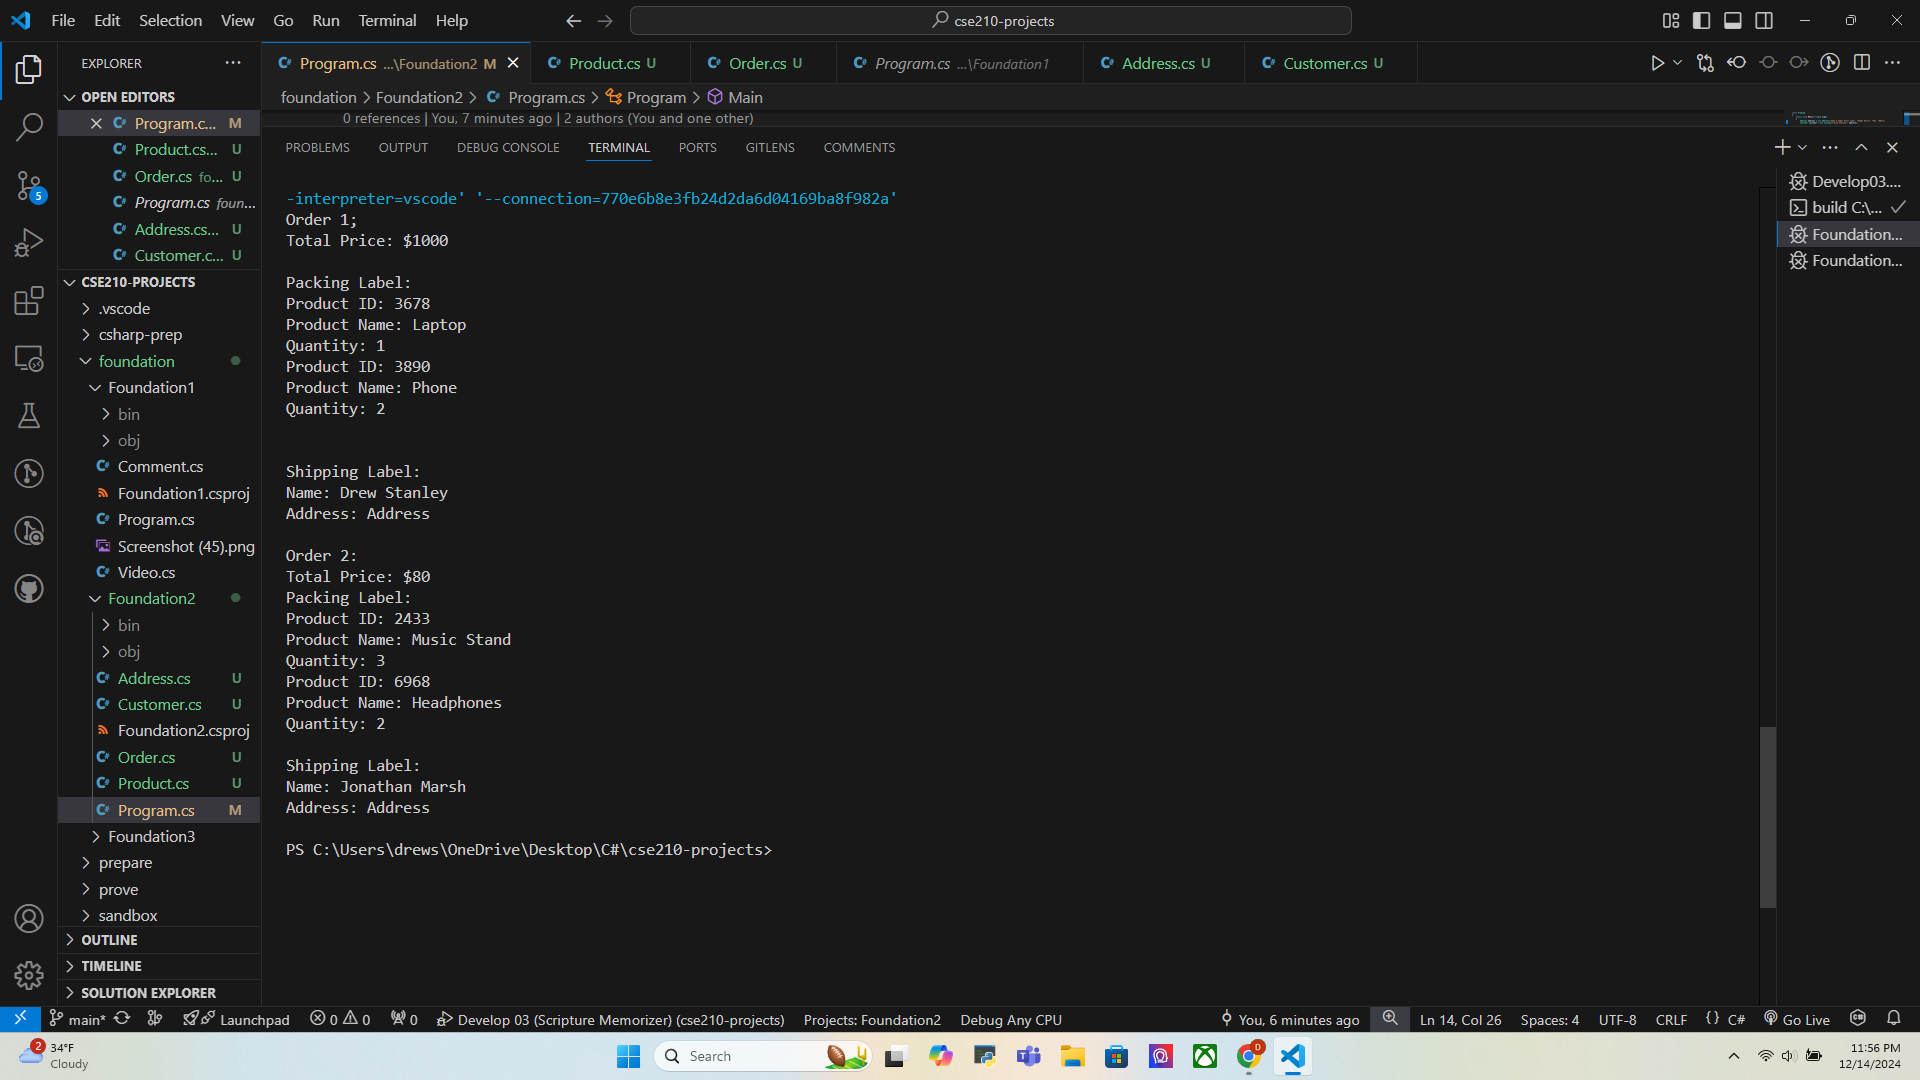 File Edit Selection View Go Run Terminal Help
cse210-projects
EXPLORER
OPEN EDITORS
Program.c... M
Product.cs... U
Order.cs fo... U
Program.cs foun...
Address.cs... U
Customer.c... U
CSE210-PROJECTS
.vscode
csharp-prep
foundation
Foundation1
bin
obj
Comment.cs
Foundation1.csproj
Program.cs
Screenshot (45).png
Video.cs
Foundation2
bin
obj
Address.cs U
Customer.cs U
Foundation2.csproj
Order.cs U
Product.cs U
Program.cs M
Foundation3
prepare
prove
sandbox
OUTLINE
TIMELINE
SOLUTION EXPLORER
5
Program.cs ...\Foundation2 M
Product.cs U
Order.cs U
Program.cs ...\Foundation1
Address.cs U
Customer.cs U
foundation > Foundation2 > Program.cs > Program > Main
0 references | You, 7 minutes ago | 2 authors (You and one other)
PROBLEMS OUTPUT DEBUG CONSOLE TERMINAL PORTS GITLENS COMMENTS
-interpreter=vscode' '--connection=770e6b8e3fb24d2da6d04169ba8f982a'
Order 1;
Total Price: $1000
Packing Label:
Product ID: 3678
Product Name: Laptop
Quantity: 1
Product ID: 3890
Product Name: Phone
Quantity: 2
Shipping Label:
Name: Drew Stanley
Address: Address
Order 2:
Total Price: $80
Packing Label:
Product ID: 2433
Product Name: Music Stand
Quantity: 3
Product ID: 6968
Product Name: Headphones
Quantity: 2
Shipping Label:
Name: Jonathan Marsh
Address: Address
PS C:\Users\drews\OneDrive\Desktop\C#\cse210-projects>
Develop03....
build C:\...
Foundation...
Foundation...
main* Launchpad 0 0 0 Develop 03 (Scripture Memorizer) (cse210-projects) Projects: Foundation2 Debug Any CPU You, 6 minutes ago Ln 14, Col 26 Spaces: 4 UTF-8 CRLF {} C# Go Live
2
34°F
Cloudy
Search
D
11:56 PM
12/14/2024